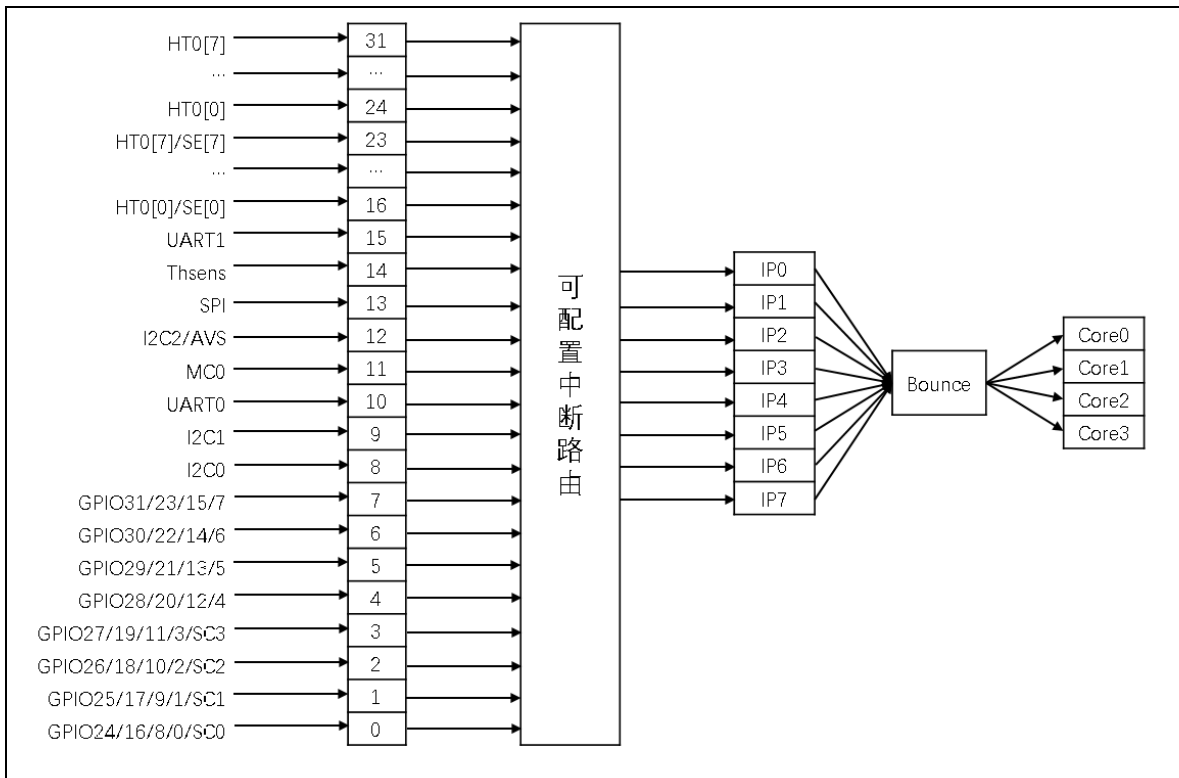 HT0[7] 31
... ...
HT0[0] 24
HT0[7]/SE[7] 23
... ...
HT0[0]/SE[0] 16
UART1 15
Thsens 14
SPI 13
I2C2/AVS 12
MC0 11
UART0 10
I2C1 9
I2C0 8
GPIO31/23/15/7 7
GPIO30/22/14/6 6
GPIO29/21/13/5 5
GPIO28/20/12/4 4
GPIO27/19/11/3/SC3 3
GPIO26/18/10/2/SC2 2
GPIO25/17/9/1/SC1 1
GPIO24/16/8/0/SC0 0
可配置中断路由
IP0
IP1
IP2
IP3
IP4
IP5
IP6
IP7
Bounce
Core0
Core1
Core2
Core3